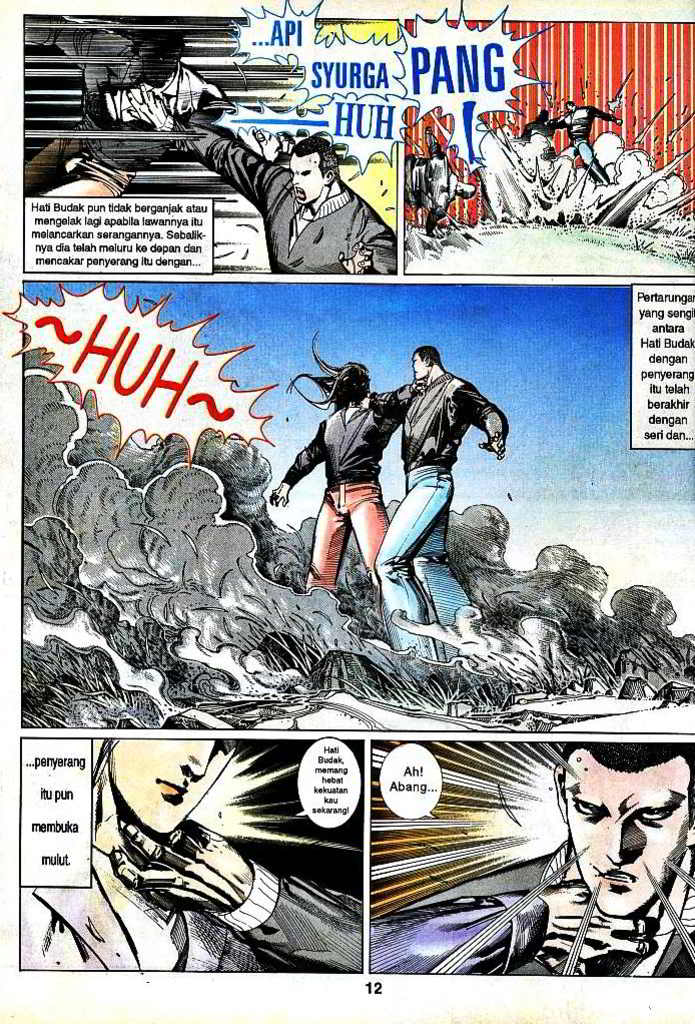 ...API
SYURGA
HUH
PANG
!
Hati Budak pun tidak berganjak atau
mengelak lagi apabila lawannya itu
melancarkan serangannya. Sebalik-
nya dia telah meluru ke depan dan
mencakar penyerang itu dengan...
~HUH~
Pertarungan
yang sengit
antara
Hati Budak
dengan
penyerang
itu telah
berakhir
dengan
seri dan...
...penyerang
itu pun
membuka
mulut.
Hati
Budak,
memang
hebat
kekuatan
kau
sekarang!
Ah!
Abang...
12